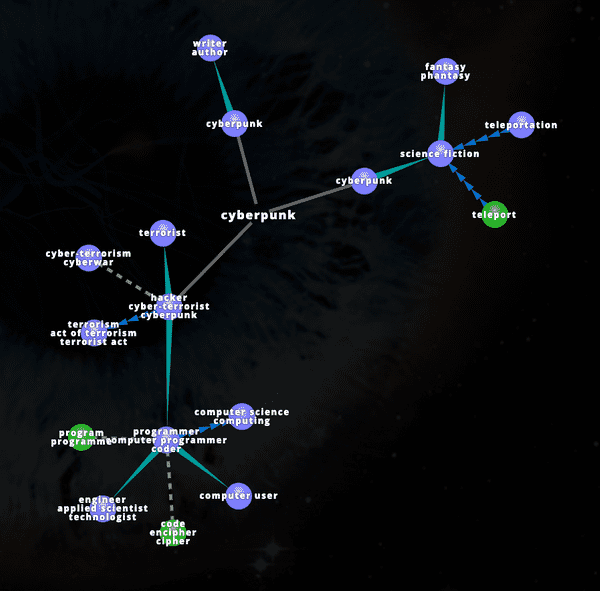 writer
author
fantasy
phantasy
cyberpunk
teleportation
science fiction
cyberpunk
cyberpunk
teleport
terrorist
cyber-terrorism
cyberwar
hacker
cyber-terrorist
cyberpunk
terrorism
act of terrorism
terrorist act
computer science
computing
program
programme
programmer
computer programmer
coder
computer user
engineer
applied scientist
technologist
code
encipher
cipher